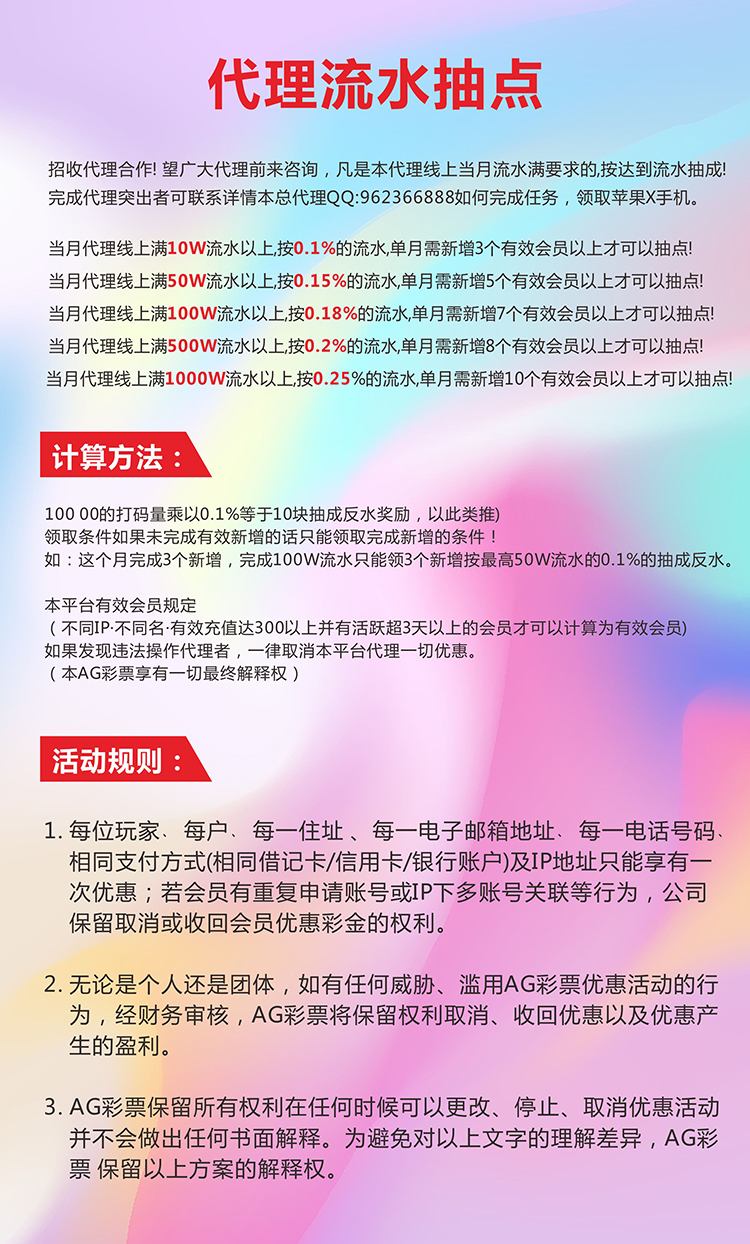 代理流水抽点
招收代理合作! 望广大代理前来咨询，凡是本代理线上当月流水满要求的,按达到流水抽成!
完成代理突出者可联系详情本总代理QQ:962366888如何完成任务，领取苹果X手机。
当月代理线上满10W流水以上,按0.1%的流水,单月需新增3个有效会员以上才可以抽点!
当月代理线上满50W流水以上,按0.15%的流水,单月需新增5个有效会员以上才可以抽点!
当月代理线上满100W流水以上,按0.18%的流水,单月需新增7个有效会员以上才可以抽点!
当月代理线上满500W流水以上,按0.2%的流水,单月需新增8个有效会员以上才可以抽点!
当月代理线上满1000W流水以上,按0.25%的流水,单月需新增10个有效会员以上才可以抽点!
计算方法：
100 00的打码量乘以0.1%等于10块抽成反水奖励，以此类推)
领取条件如果未完成有效新增的话只能领取完成新增的条件！
如：这个月完成3个新增，完成100W流水只能领3个新增按最高50W流水的0.1%的抽成反水。
本平台有效会员规定
（不同IP·不同名·有效充值达300以上并有活跃超3天以上的会员才可以计算为有效会员)
如果发现违法操作代理者，一律取消本平台代理一切优惠。
（本AG彩票享有一切最终解释权）
活动规则：
1. 每位玩家、每户、每一住址 、每一电子邮箱地址、每一电话号码、
相同支付方式(相同借记卡/信用卡/银行账户)及IP地址只能享有一
次优惠；若会员有重复申请账号或IP下多账号关联等行为，公司
保留取消或收回会员优惠彩金的权利。
2. 无论是个人还是团体，如有任何威胁、滥用AG彩票优惠活动的行
为，经财务审核，AG彩票将保留权利取消、收回优惠以及优惠产
生的盈利。
3. AG彩票保留所有权利在任何时候可以更改、停止、取消优惠活动
并不会做出任何书面解释。为避免对以上文字的理解差异，AG彩
票 保留以上方案的解释权。